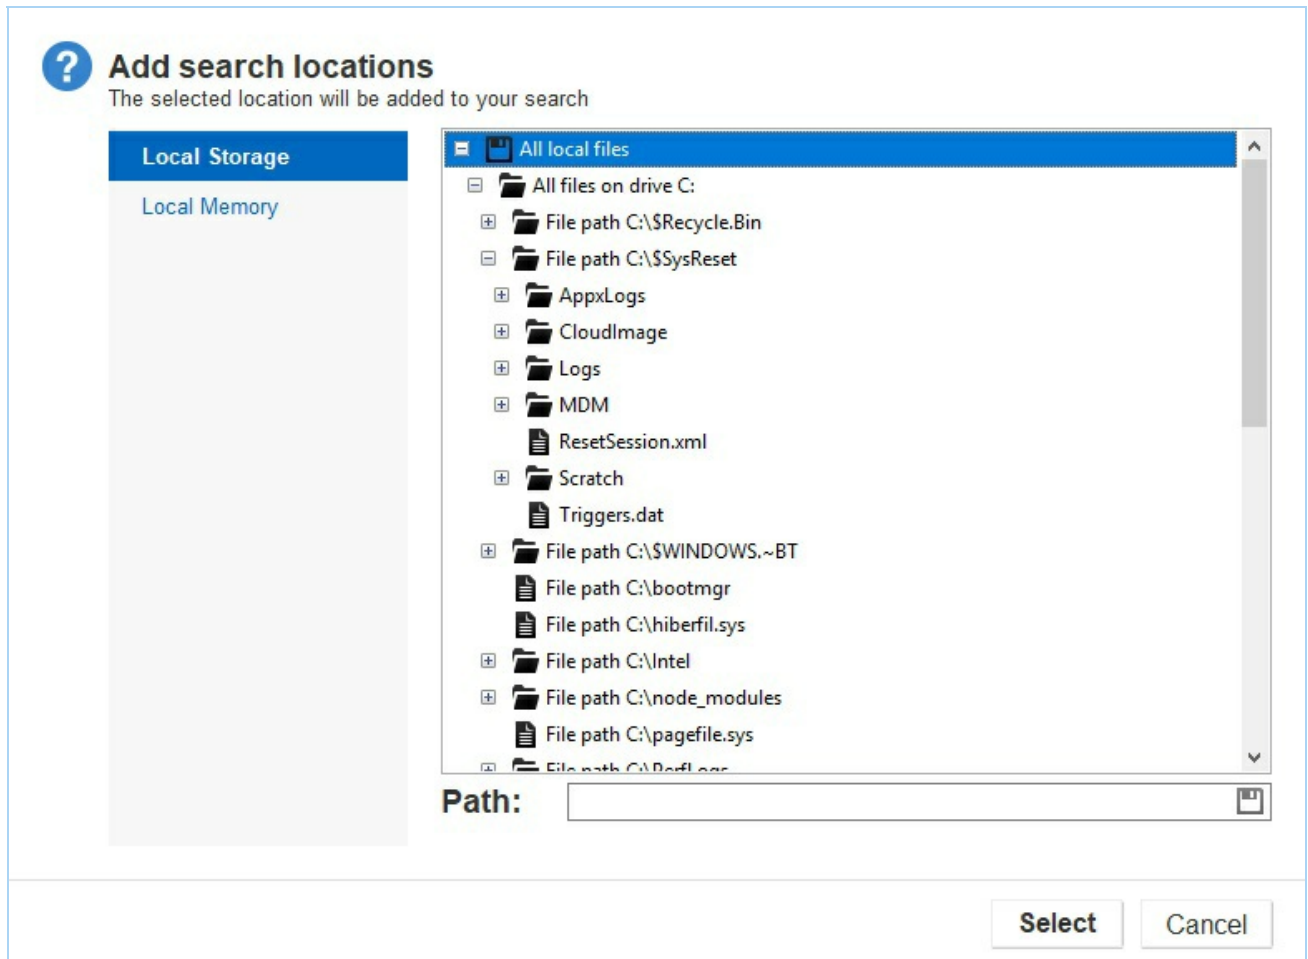 ?
Add search locations
The selected location will be added to your search
Local Storage
Local Memory
All local files
All files on drive C:
File path C:\$Recycle.Bin
File path C:\$SysReset
AppxLogs
CloudImage
Logs
MDM
ResetSession.xml
Scratch
Triggers.dat
File path C:\$WINDOWS.~BT
File path C:\bootmgr
File path C:\hiberfil.sys
File path C:\Intel
File path C:\node_modules
File path C:\pagefile.sys
File path C:\PerfLogs
Path:
Select
Cancel